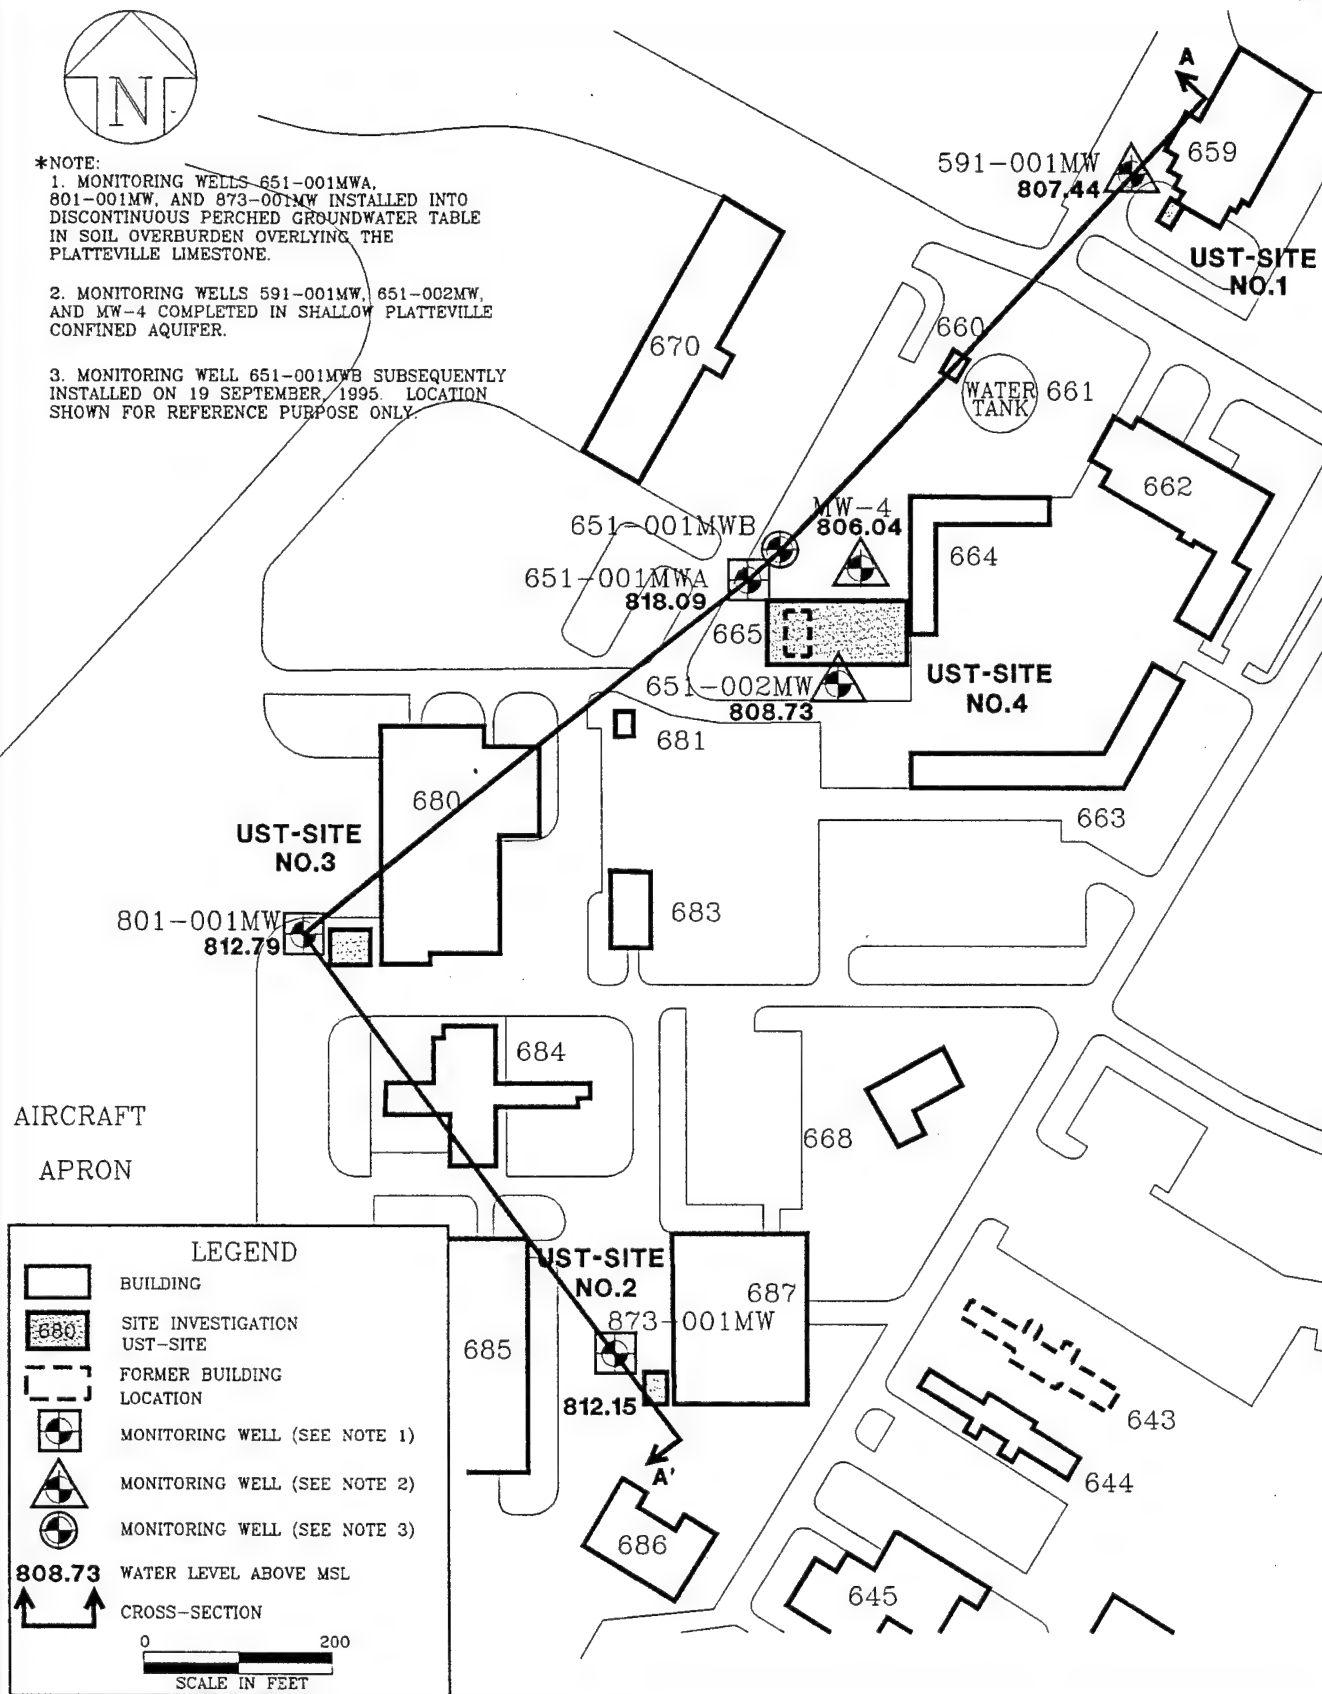 N
*NOTE:
1. MONITORING WELLS 651-001MWA,
801-001MW, AND 873-001MW INSTALLED INTO
DISCONTINUOUS PERCHED GROUNDWATER TABLE
IN SOIL OVERBURDEN OVERLYING THE
PLATTEVILLE LIMESTONE.
2. MONITORING WELLS 591-001MW, 651-002MW,
AND MW-4 COMPLETED IN SHALLOW PLATTEVILLE
CONFINED AQUIFER.
3. MONITORING WELL 651-001MWB SUBSEQUENTLY
INSTALLED ON 19 SEPTEMBER, 1995. LOCATION
SHOWN FOR REFERENCE PURPOSE ONLY.
A
659
591-001MW
807.44
UST-SITE
NO.1
670
660
WATER
TANK
661
662
651-001MWB
MW-4
806.04
664
651-001MWA
818.09
665
651-002MW
808.73
UST-SITE
NO.4
681
680
663
UST-SITE
NO.3
801-001MW
812.79
683
684
668
AIRCRAFT
APRON
UST-SITE
NO.2
687
873-001MW
685
812.15
A'
686
643
644
645
LEGEND
BUILDING
680
SITE INVESTIGATION
UST-SITE
FORMER BUILDING
LOCATION
MONITORING WELL (SEE NOTE 1)
MONITORING WELL (SEE NOTE 2)
MONITORING WELL (SEE NOTE 3)
808.73 WATER LEVEL ABOVE MSL
CROSS-SECTION
0 200
SCALE IN FEET